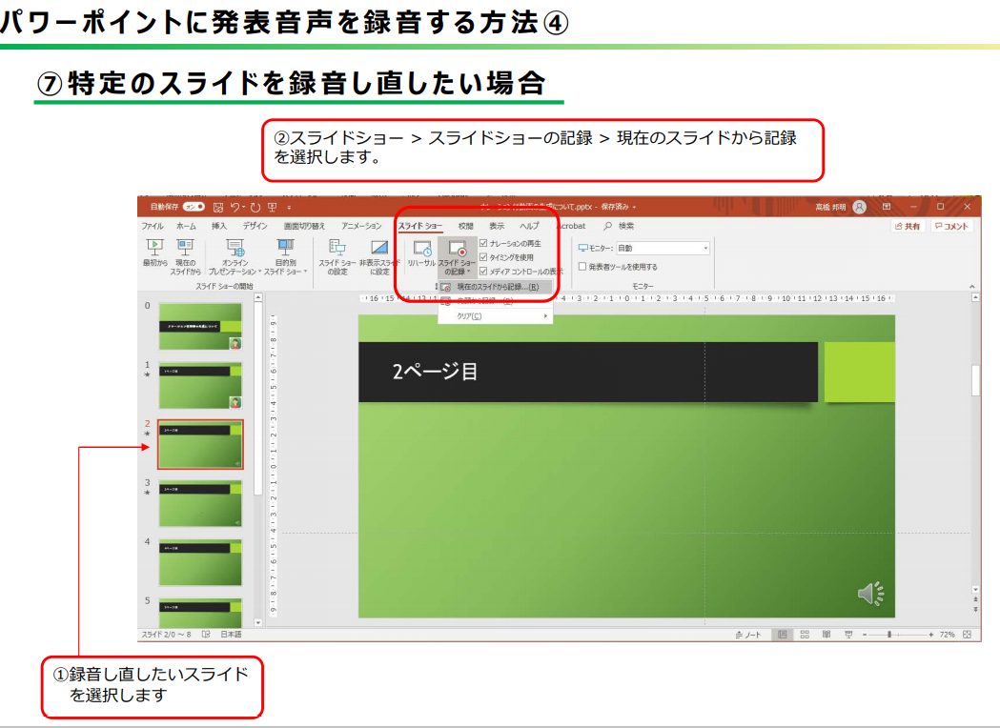 パワーポイントに発表音声を録音する方法④
⑦特定のスライドを録音し直したい場合
②スライドショー > スライドショーの記録 > 現在のスライドから記録
を選択します。
自動保存 オフ
.pptx - 保存済み
高橋 邦明
ファイル ホーム 挿入 デザイン 画面切り替え アニメーション スライド ショー 校閲 表示 ヘルプ Acrobat 検索
共有 コメント
最初から
現在の
スライドから
オンライン
プレゼンテーション
目的別
スライド ショー
スライド ショー
の設定
非表示スライド
に設定
リハーサル
スライド ショー
の記録
ナレーションの再生
タイミングを使用
メディア コントロールの表示
モニター: 自動
発表者ツールを使用する
スライド ショーの開始
モニター
現在のスライドから記録...(R)
先頭から記録...(B)
クリア(C)
0
1
2
3
4
5
2ページ目
スライド 2/0 ～ 8 日本語
ノート
72%
①録音し直したいスライド
を選択します